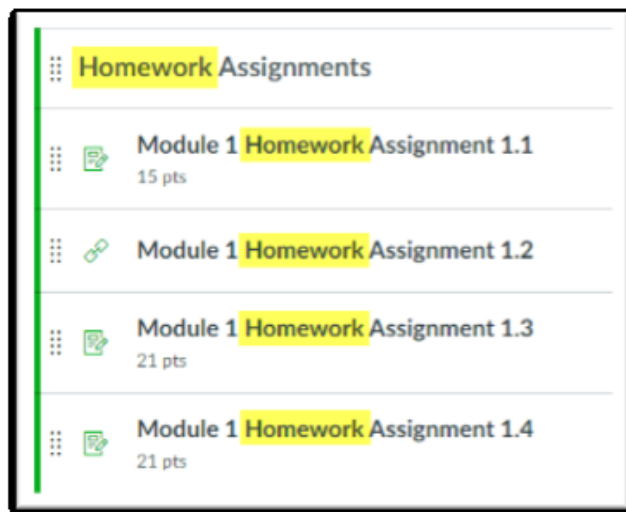 Homework Assignments
Module 1 Homework Assignment 1.1
15 pts
Module 1 Homework Assignment 1.2
Module 1 Homework Assignment 1.3
21 pts
Module 1 Homework Assignment 1.4
21 pts